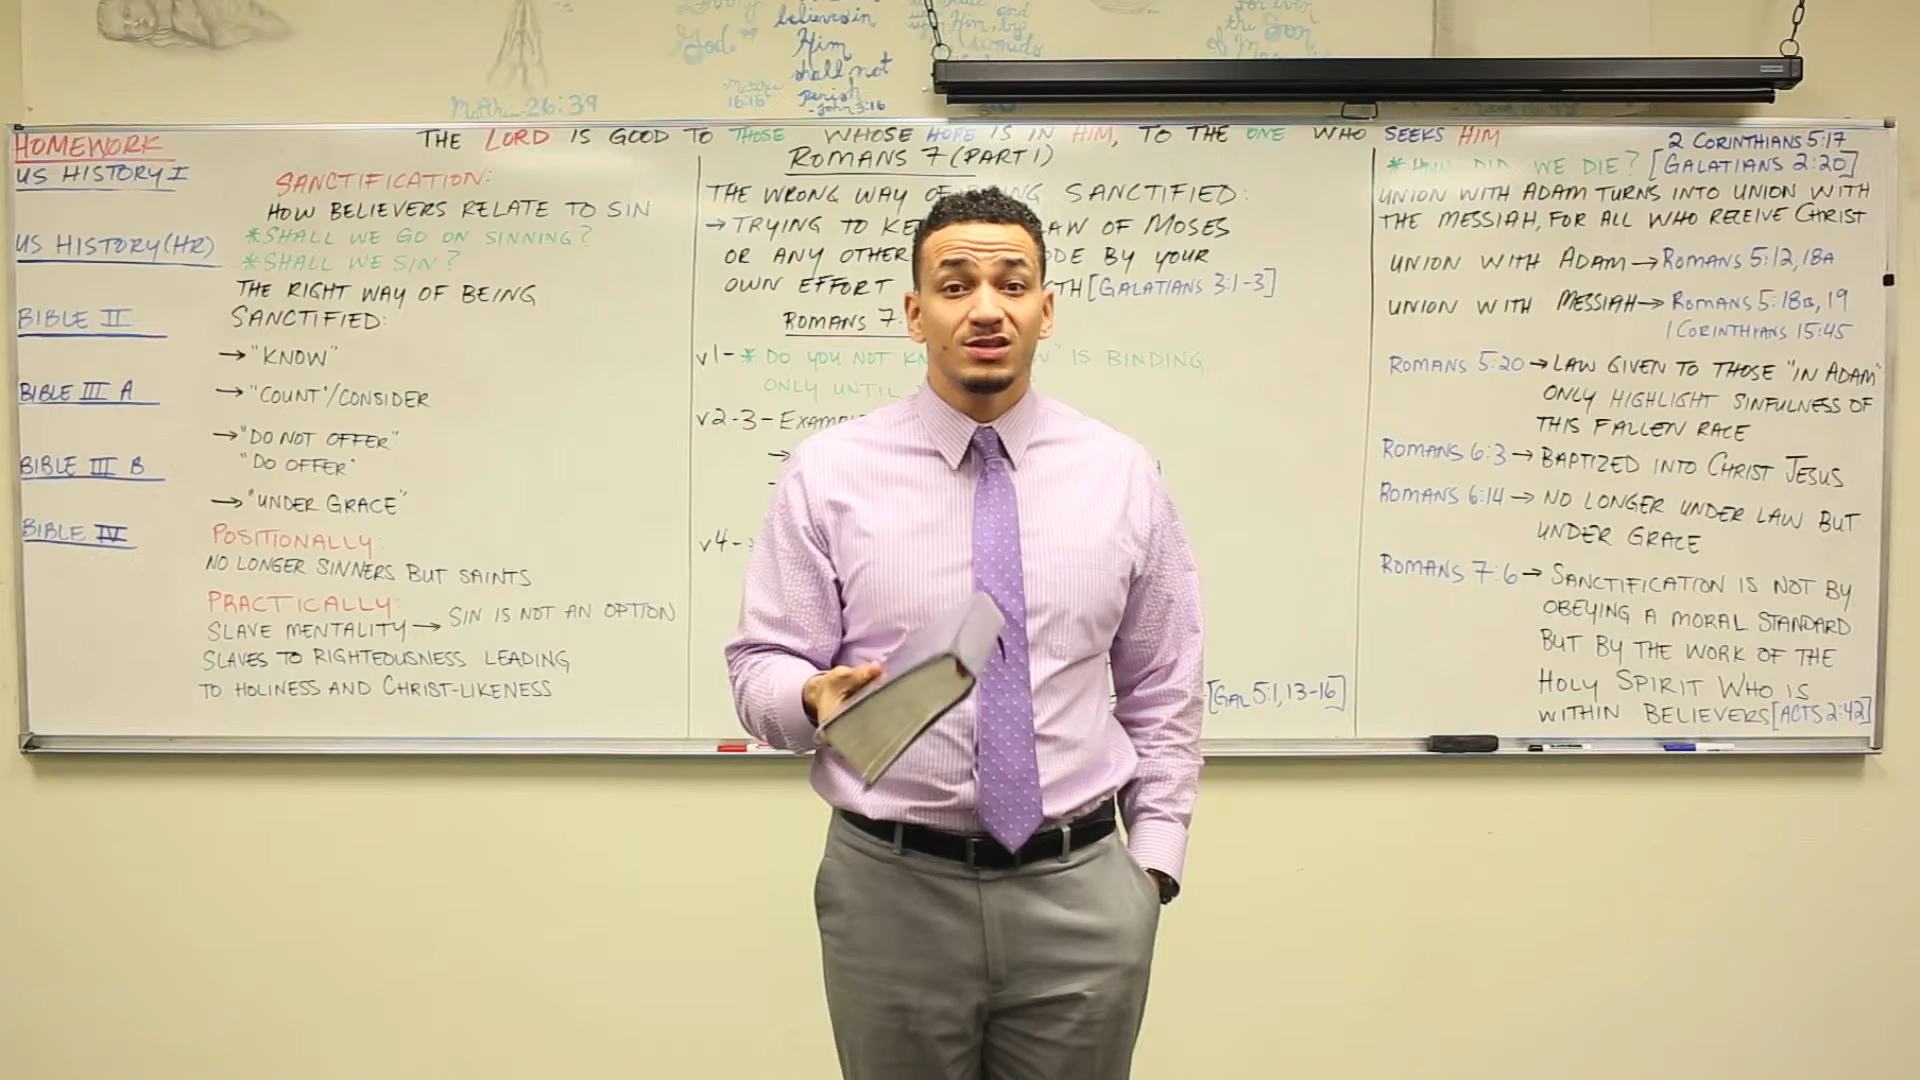 God"
believes in
Him
shall not
perish
-John 3:16
16:16
Matthew 26:39
HOMEWORK
THE LORD IS GOOD TO THOSE WHOSE HOPE IS IN HIM, TO THE ONE WHO SEEKS HIM
US HISTORY I
US HISTORY (HR)
BIBLE II
BIBLE III A
BIBLE III B
BIBLE IV
SANCTIFICATION:
HOW BELIEVERS RELATE TO SIN
*SHALL WE GO ON SINNING?
*SHALL WE SIN?
THE RIGHT WAY OF BEING
SANCTIFIED:
→"KNOW"
→"COUNT"/CONSIDER
→"DO NOT OFFER"
"DO OFFER"
→"UNDER GRACE"
POSITIONALLY:
NO LONGER SINNERS BUT SAINTS
PRACTICALLY:
SLAVE MENTALITY → SIN IS NOT AN OPTION
SLAVES TO RIGHTEOUSNESS LEADING
TO HOLINESS AND CHRIST-LIKENESS
ROMANS 7 (PART 1)
THE WRONG WAY OF SANCTIFIED:
→ TRYING TO LAW OF MOSES
OR ANY OTHER BY YOUR
OWN EFFORT [GALATIANS 3:1-3]
ROMANS 7:
v1-* DO YOU NOT IS BINDING
ONLY UNTIL
v2-3-
→
v4-
[GAL 5:1, 13-16]
2 CORINTHIANS 5:17
* DID WE DIE? [GALATIANS 2:20]
UNION WITH ADAM TURNS INTO UNION WITH
THE MESSIAH, FOR ALL WHO RECEIVE CHRIST
UNION WITH ADAM → ROMANS 5:12, 18A
UNION WITH MESSIAH → ROMANS 5:18B, 19
1 CORINTHIANS 15:45
ROMANS 5:20 → LAW GIVEN TO THOSE "IN ADAM"
ONLY HIGHLIGHT SINFULNESS OF
THIS FALLEN RACE
ROMANS 6:3 → BAPTIZED INTO CHRIST JESUS
ROMANS 6:14 → NO LONGER UNDER LAW BUT
UNDER GRACE
ROMANS 7:6 → SANCTIFICATION IS NOT BY
OBEYING A MORAL STANDARD
BUT BY THE WORK OF THE
HOLY SPIRIT WHO IS
WITHIN BELIEVERS [ACTS 2:42]